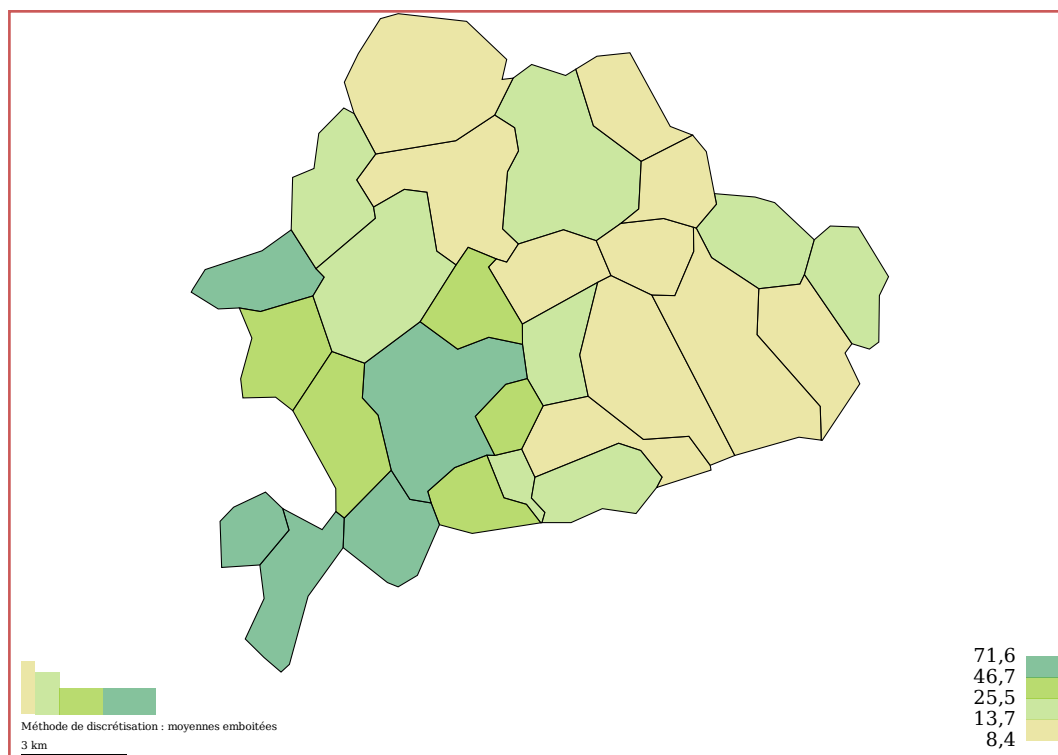 71,6
46,7
25,5
13,7
8,4
Méthode de discrétisation : moyennes emboitées
3 km